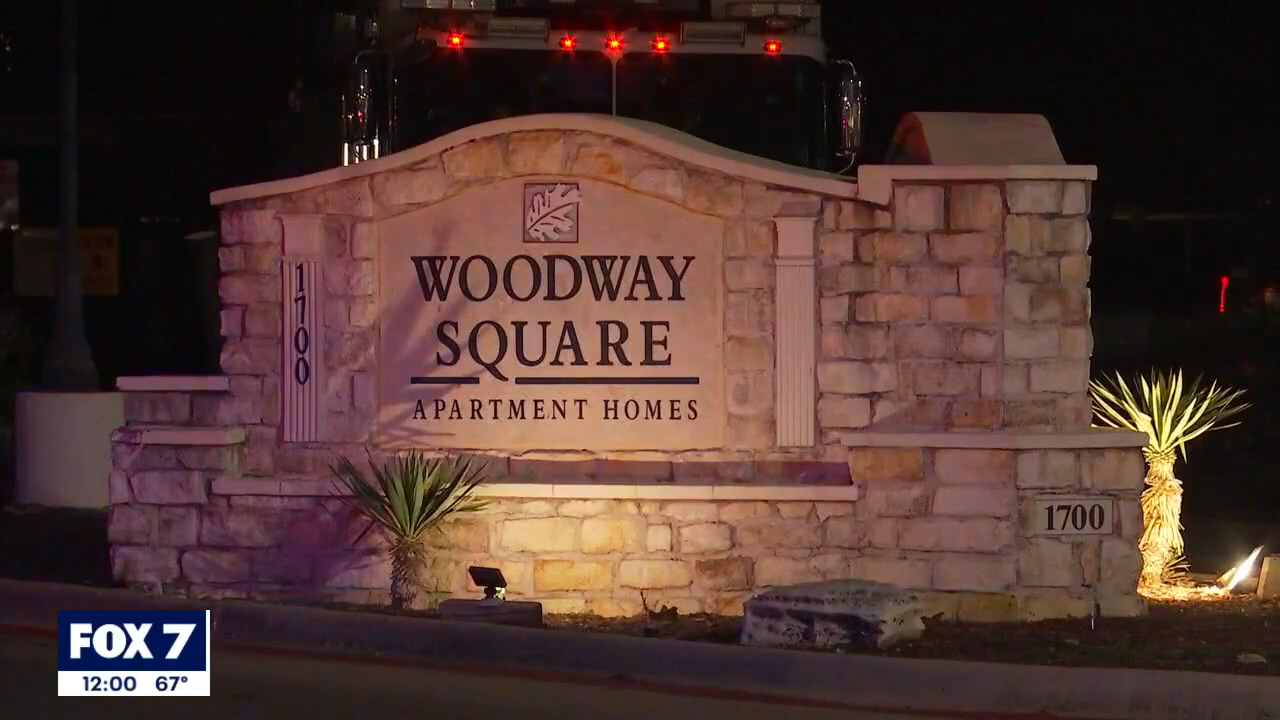 WOODWAY
SQUARE
APARTMENT HOMES
1700
1700
FOX 7
12:00 67°